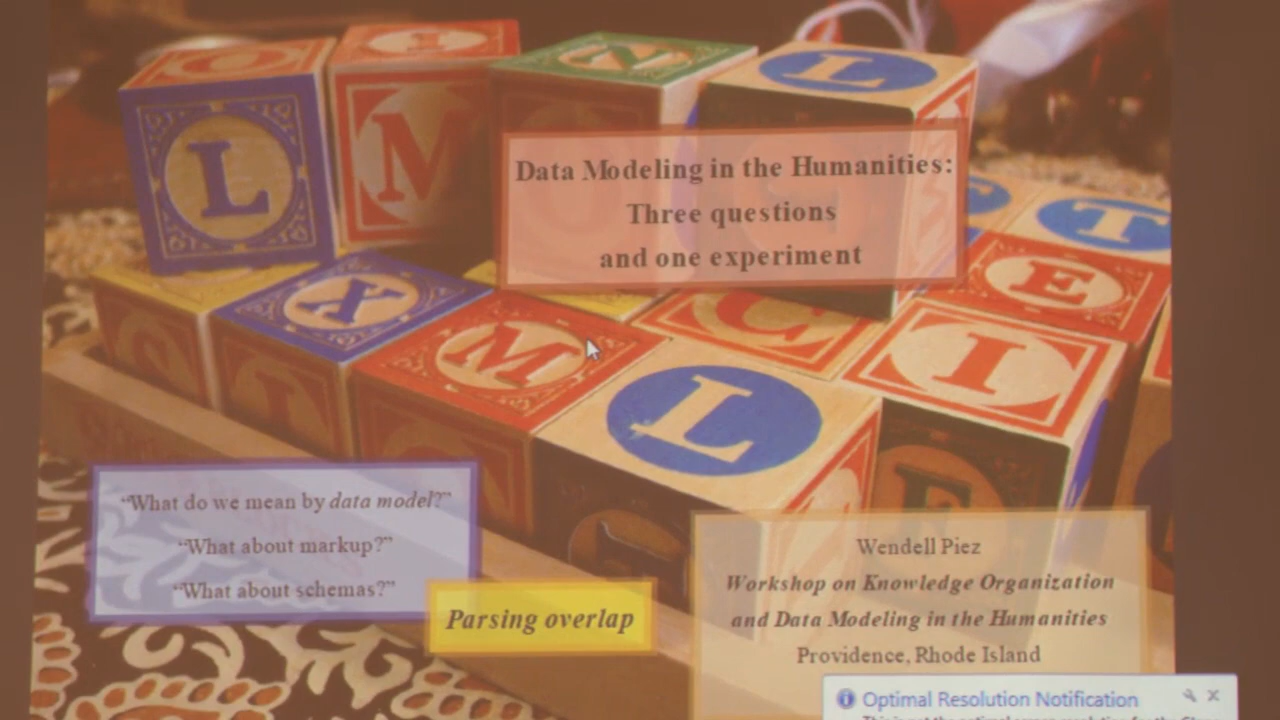 I
N
L
L
M
Data Modeling in the Humanities:
Three questions
and one experiment
T
E
X
M
C
I
L
“What do we mean by data model?”
“What about markup?”
“What about schemas?”
Parsing overlap
Wendell Piez
Workshop on Knowledge Organization
and Data Modeling in the Humanities
Providence, Rhode Island
Optimal Resolution Notification